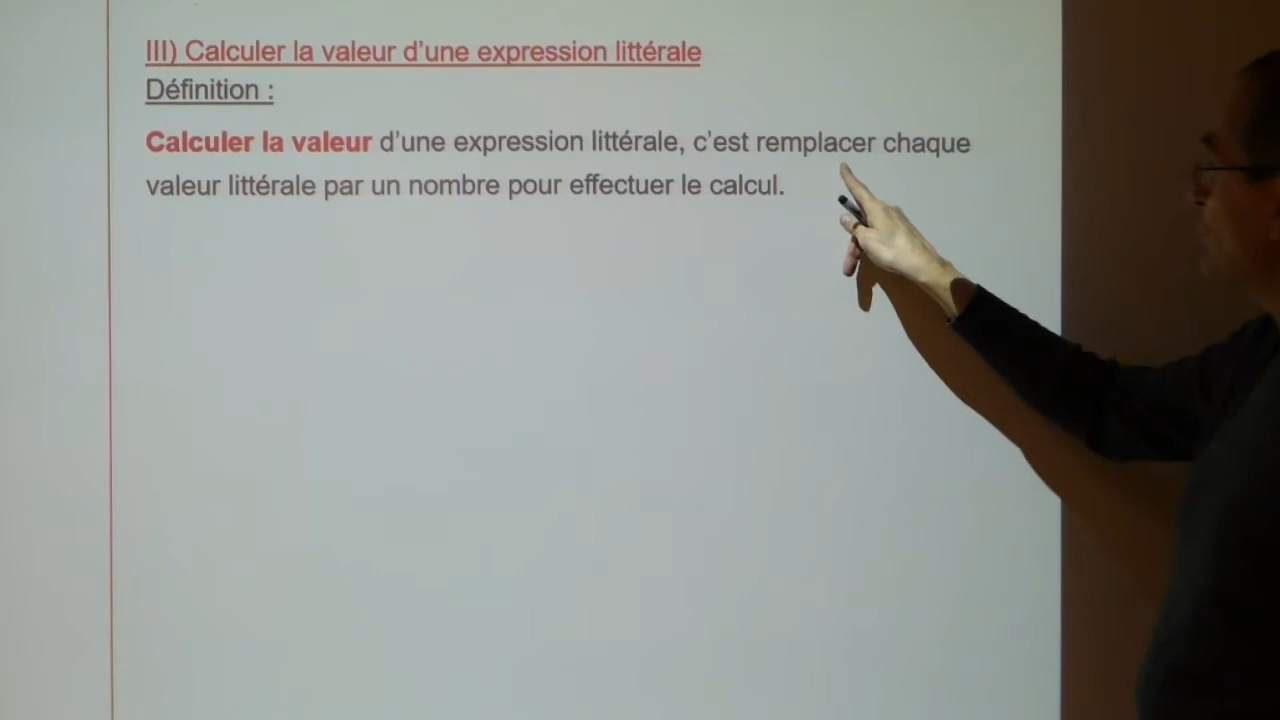 III) Calculer la valeur d'une expression littérale
Définition :
Calculer la valeur d'une expression littérale, c'est remplacer chaque
valeur littérale par un nombre pour effectuer le calcul.